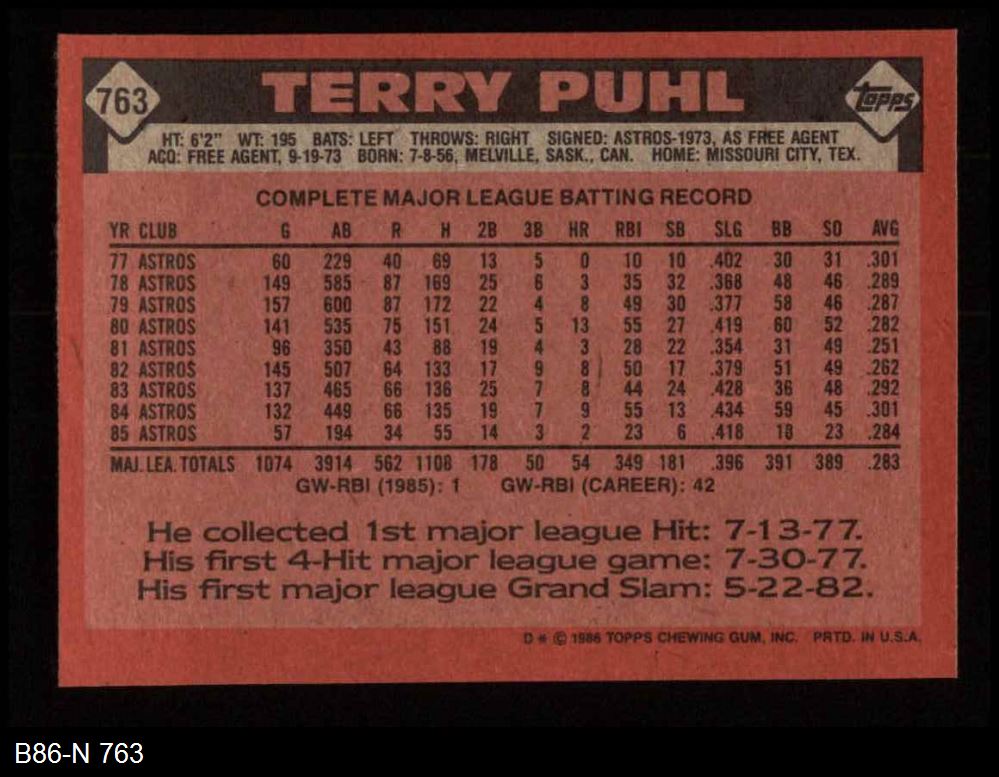 763 TERRY PUHL topps
HT: 6'2" WT: 195 BATS: LEFT THROWS: RIGHT SIGNED: ASTROS-1973, AS FREE AGENT
ACQ: FREE AGENT, 9-19-73 BORN: 7-8-56, MELVILLE, SASK., CAN. HOME: MISSOURI CITY, TEX.
COMPLETE MAJOR LEAGUE BATTING RECORD
YR CLUB G AB R H 2B 3B HR RBI SB SLG BB SO AVG
77 ASTROS 60 229 40 69 13 5 0 10 10 .402 30 31 .301
78 ASTROS 149 585 87 169 25 6 3 35 32 .368 48 46 .289
79 ASTROS 157 600 87 172 22 4 8 49 30 .377 58 46 .287
80 ASTROS 141 535 75 151 24 5 13 55 27 .419 60 52 .282
81 ASTROS 96 350 43 88 19 4 3 28 22 .354 31 49 .251
82 ASTROS 145 507 64 133 17 9 8 50 17 .379 51 49 .262
83 ASTROS 137 465 66 136 25 7 8 44 24 .428 36 48 .292
84 ASTROS 132 449 66 135 19 7 9 55 13 .434 59 45 .301
85 ASTROS 57 194 34 55 14 3 2 23 6 .418 18 23 .284
MAJ. LEA. TOTALS 1074 3914 562 1108 178 50 54 349 181 .396 391 389 .283
GW-RBI (1985): 1 GW-RBI (CAREER): 42
He collected 1st major league Hit: 7-13-77.
His first 4-Hit major league game: 7-30-77.
His first major league Grand Slam: 5-22-82.
D * © 1986 TOPPS CHEWING GUM, INC. PRTD. IN U.S.A.
B86-N 763